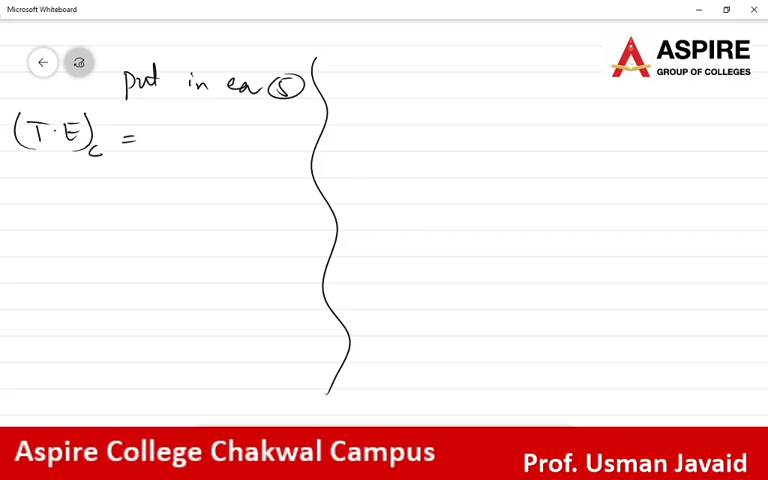 Microsoft Whiteboard
ASPIRE
GROUP OF COLLEGES
put in eq (5)
(T.E)c =
Aspire College Chakwal Campus
Prof. Usman Javaid